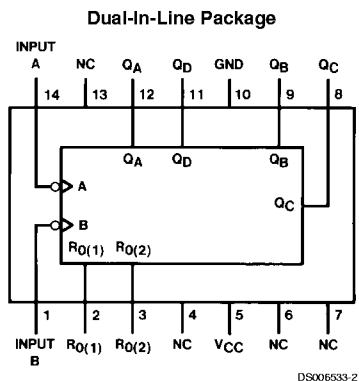 Dual-In-Line Package
INPUT
A NC QA QD GND QB QC
14 13 12 11 10 9 8
QA QD QB
QC
A
B
R0(1) R0(2)
1 2 3 4 5 6 7
INPUT R0(1) R0(2) NC VCC NC NC
B
DS006533-2